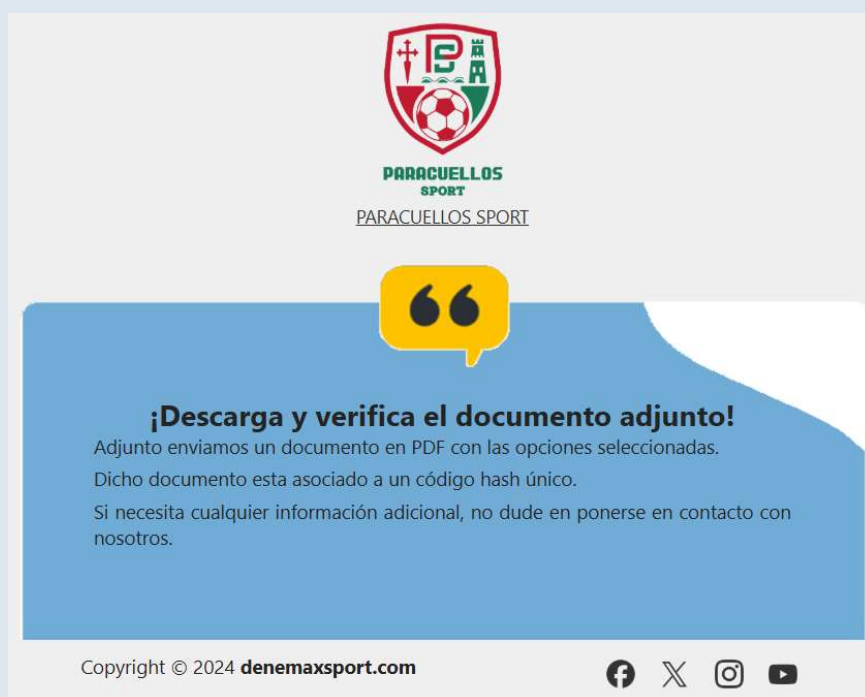 PS
PARACUELLOS
SPORT
PARACUELLOS SPORT
¡Descarga y verifica el documento adjunto!
Adjunto enviamos un documento en PDF con las opciones seleccionadas.
Dicho documento esta asociado a un código hash único.
Si necesita cualquier información adicional, no dude en ponerse en contacto con
nosotros.
Copyright © 2024 denemaxsport.com